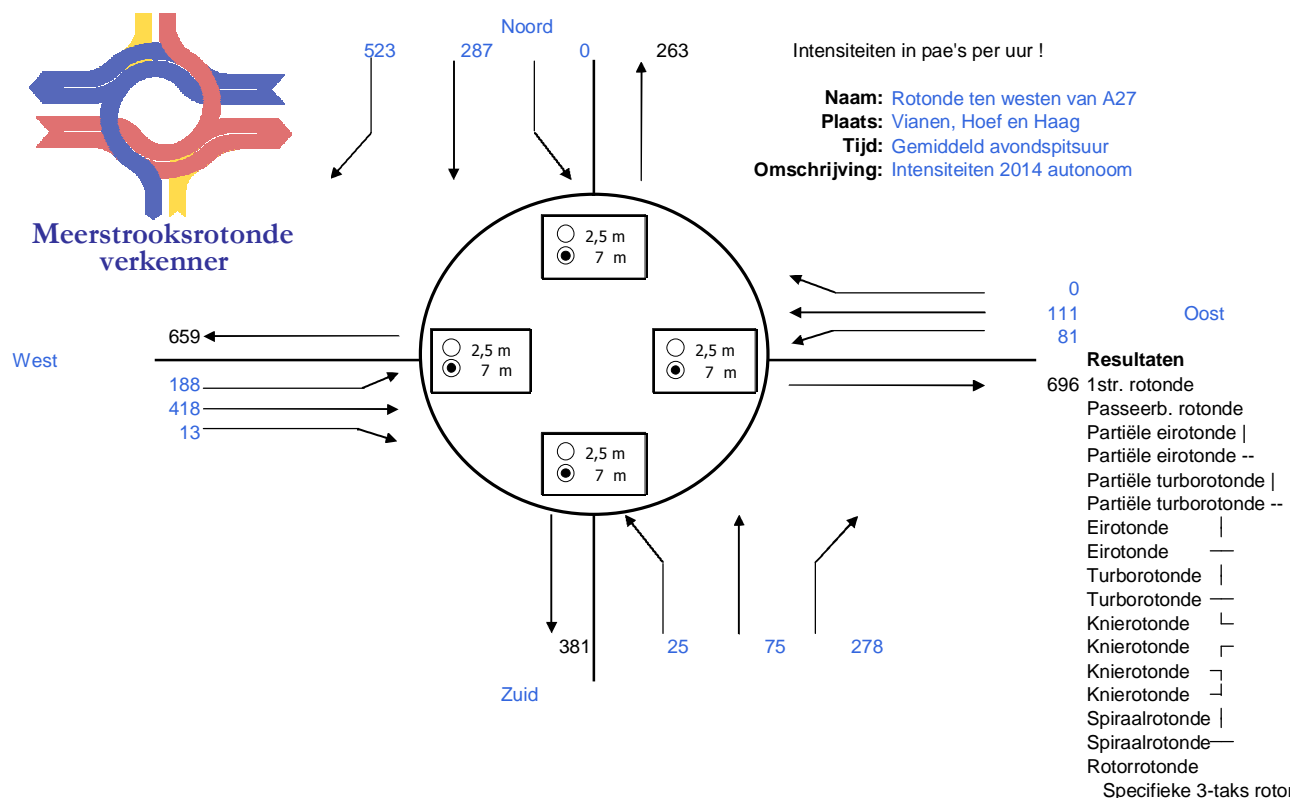 Noord
523 287 0 263
Intensiteiten in pae's per uur !
Naam: Rotonde ten westen van A27
Plaats: Vianen, Hoef en Haag
Tijd: Gemiddeld avondspitsuur
Omschrijving: Intensiteiten 2014 autonoom
Meerstrooksrotonde
verkenner
2,5 m
7 m
0
111 Oost
81
659
West
2,5 m
7 m
2,5 m
7 m
188
418
13
696
2,5 m
7 m
381 25 75 278
Zuid
Resultaten
1str. rotonde
Passeerb. rotonde
Partiële eirotonde |
Partiële eirotonde --
Partiële turborotonde |
Partiële turborotonde --
Eirotonde │
Eirotonde ──
Turborotonde │
Turborotonde ──
Knierotonde └
Knierotonde ┌
Knierotonde ┐
Knierotonde ┘
Spiraalrotonde │
Spiraalrotonde ──
Rotorrotonde
Specifieke 3-taks